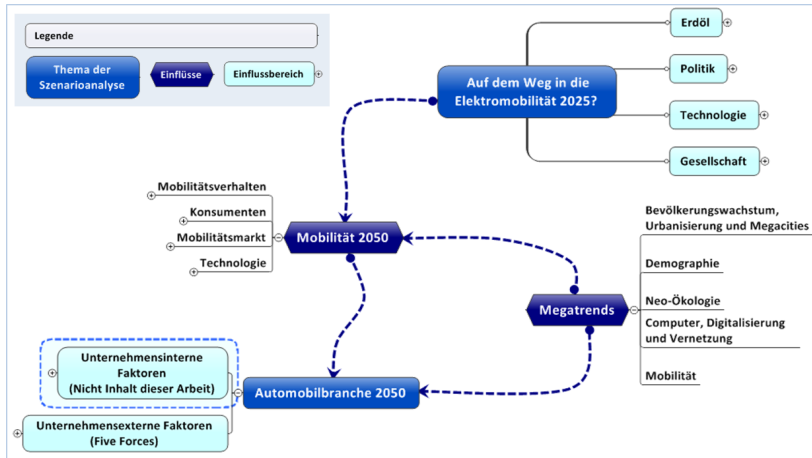 Legende
Thema der
Szenarioanalyse
Einflüsse
Einflussbereich
Auf dem Weg in die
Elektromobilität 2025?
Erdöl
Politik
Technologie
Gesellschaft
Mobilitätsverhalten
Konsumenten
Mobilitätsmarkt
Technologie
Mobilität 2050
Megatrends
Bevölkerungswachstum,
Urbanisierung und Megacities
Demographie
Neo-Ökologie
Computer, Digitalisierung
und Vernetzung
Mobilität
Unternehmensinterne
Faktoren
(Nicht Inhalt dieser Arbeit)
Automobilbranche 2050
Unternehmensexterne Faktoren
(Five Forces)